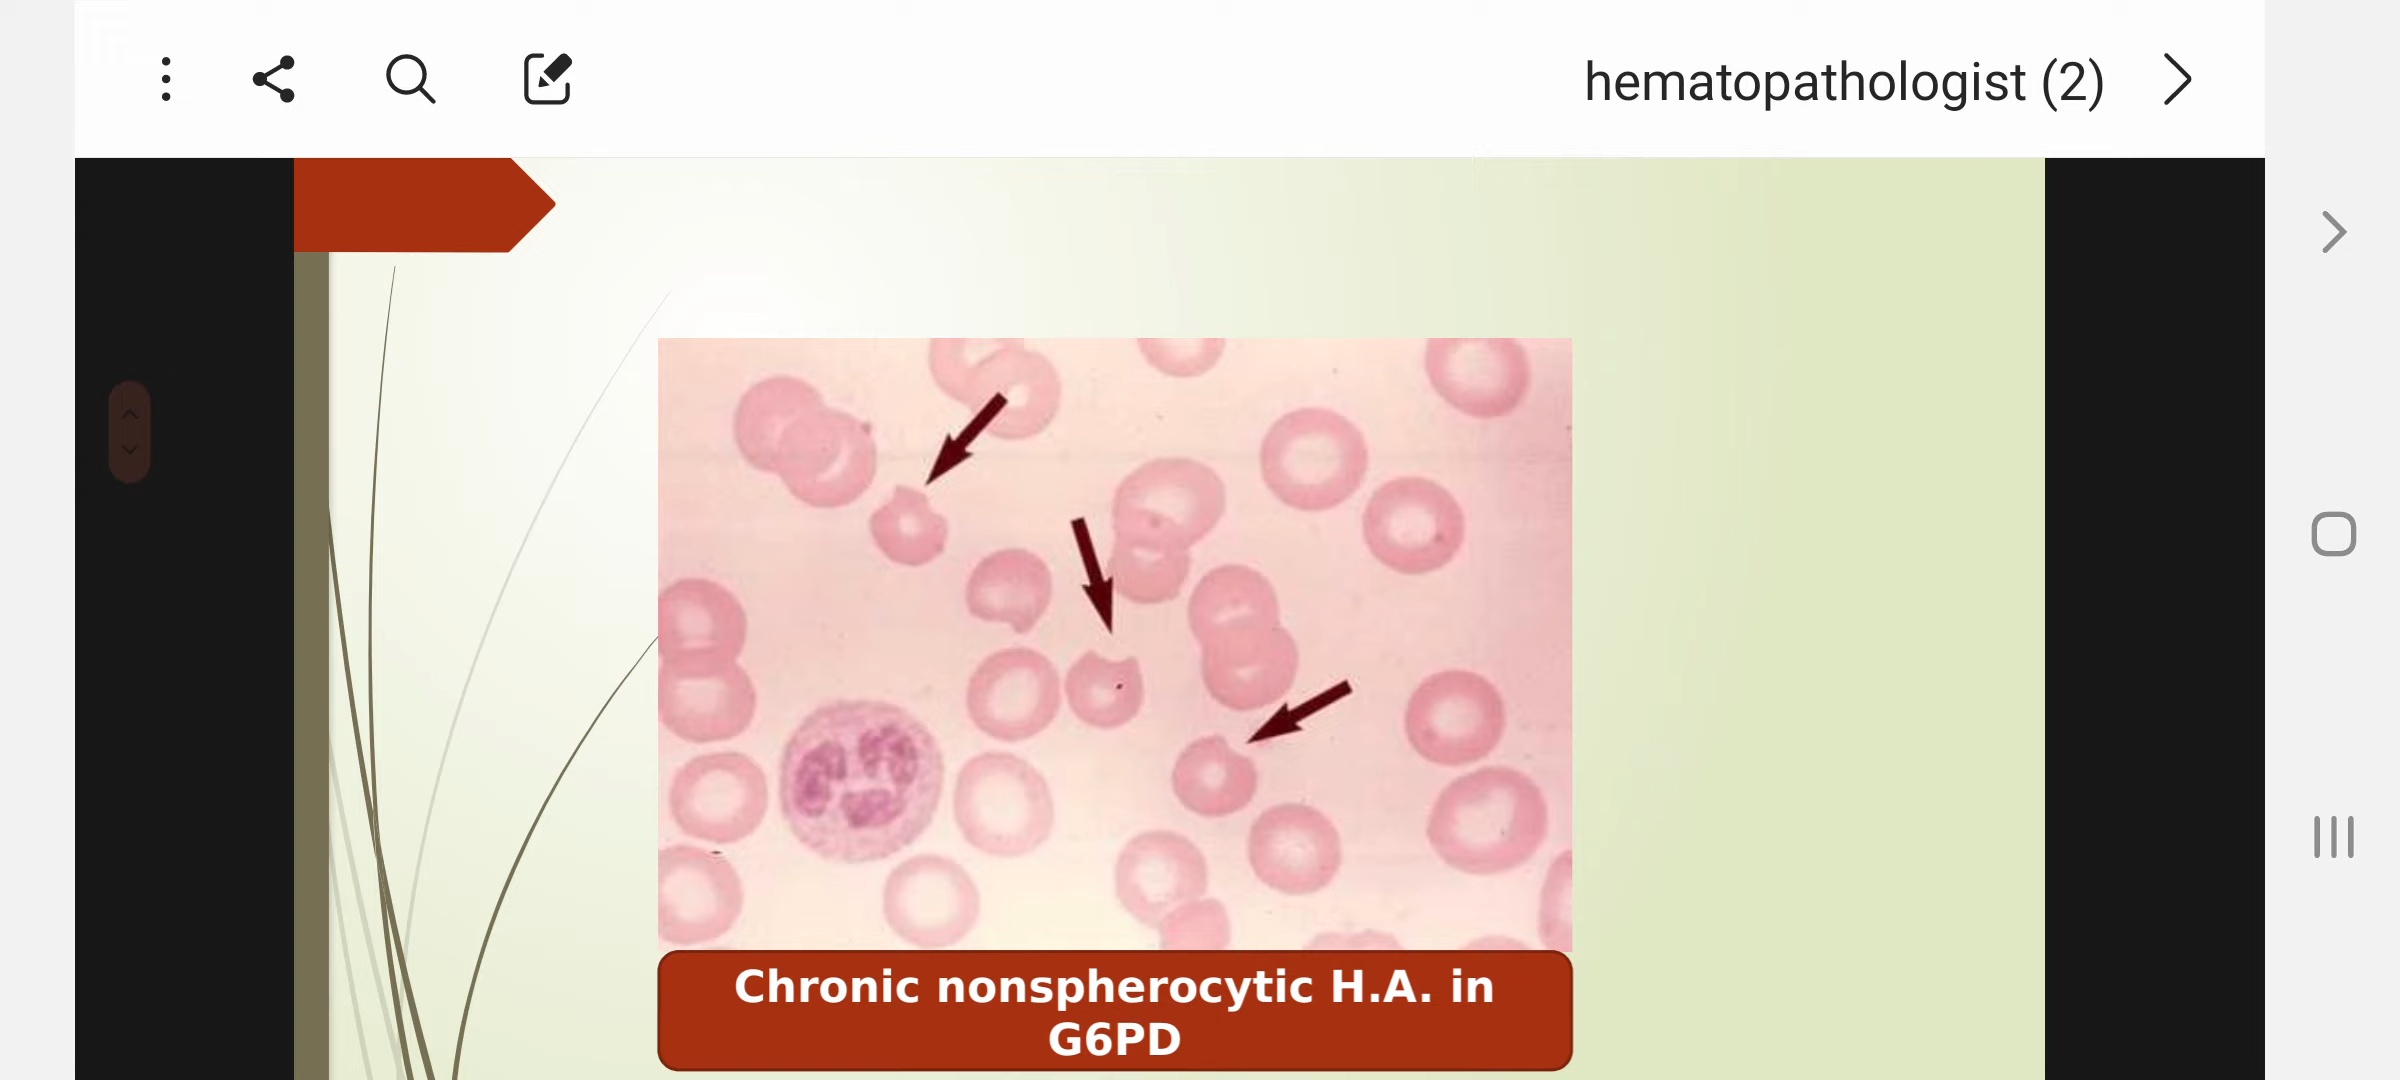 hematopathologist (2)
Chronic nonspherocytic H.A. in
G6PD